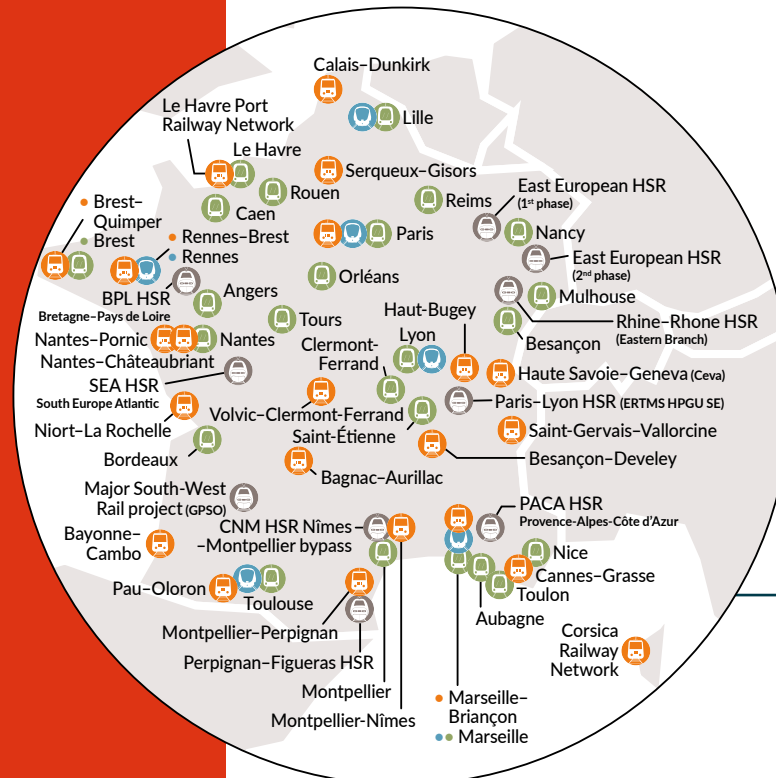 Calais–Dunkirk
Lille
Le Havre Port
Railway Network
Le Havre
Serqueux–Gisors
Rouen
Reims
Caen
East European HSR
(1st phase)
Nancy
Brest–
Quimper
Brest
Rennes–Brest
Rennes
Paris
East European HSR
(2nd phase)
BPL HSR
Bretagne–Pays de Loire
Angers
Orléans
Mulhouse
Tours
Haut-Bugey
Rhine–Rhone HSR
(Eastern Branch)
Besançon
Nantes–Pornic
Nantes
Nantes–Châteaubriant
Clermont-
Ferrand
Lyon
SEA HSR
South Europe Atlantic
Haute Savoie–Geneva (Ceva)
Volvic–Clermont-Ferrand
Paris–Lyon HSR (ERTMS HPGU SE)
Niort–La Rochelle
Saint-Étienne
Saint-Gervais–Vallorcine
Bordeaux
Besançon–Develey
Bagnac–Aurillac
Major South-West
Rail project (GPSO)
CNM HSR Nîmes
–Montpellier bypass
PACA HSR
Provence-Alpes-Côte d'Azur
Bayonne–
Cambo
Nice
Cannes–Grasse
Pau–Oloron
Toulouse
Toulon
Aubagne
Montpellier–Perpignan
Perpignan–Figueras HSR
Corsica
Railway
Network
Montpellier
Montpellier-Nîmes
Marseille–
Briançon
Marseille